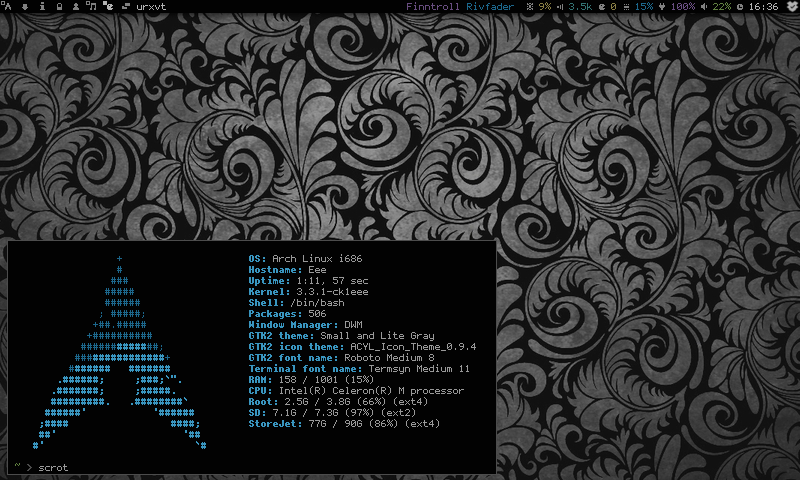 urxvt Finntroll Rivfader 9% 3.5k 0 15% 100% 22% 16:36
OS: Arch Linux i686
Hostname: Eee
Uptime: 1:11, 57 sec
Kernel: 3.3.1-ck1eee
Shell: /bin/bash
Packages: 506
Window Manager: DWM
GTK2 theme: Small and Lite Gray
GTK2 icon theme: ACYL_Icon_Theme_0.9.4
GTK2 font name: Roboto Medium 8
Terminal font name: Termsyn Medium 11
RAM: 158 / 1001 (15%)
CPU: Intel(R) Celeron(R) M processor
Root: 2.5G / 3.8G (66%) (ext4)
SD: 7.1G / 7.3G (97%) (ext2)
StoreJet: 77G / 90G (86%) (ext4)
~ > scrot